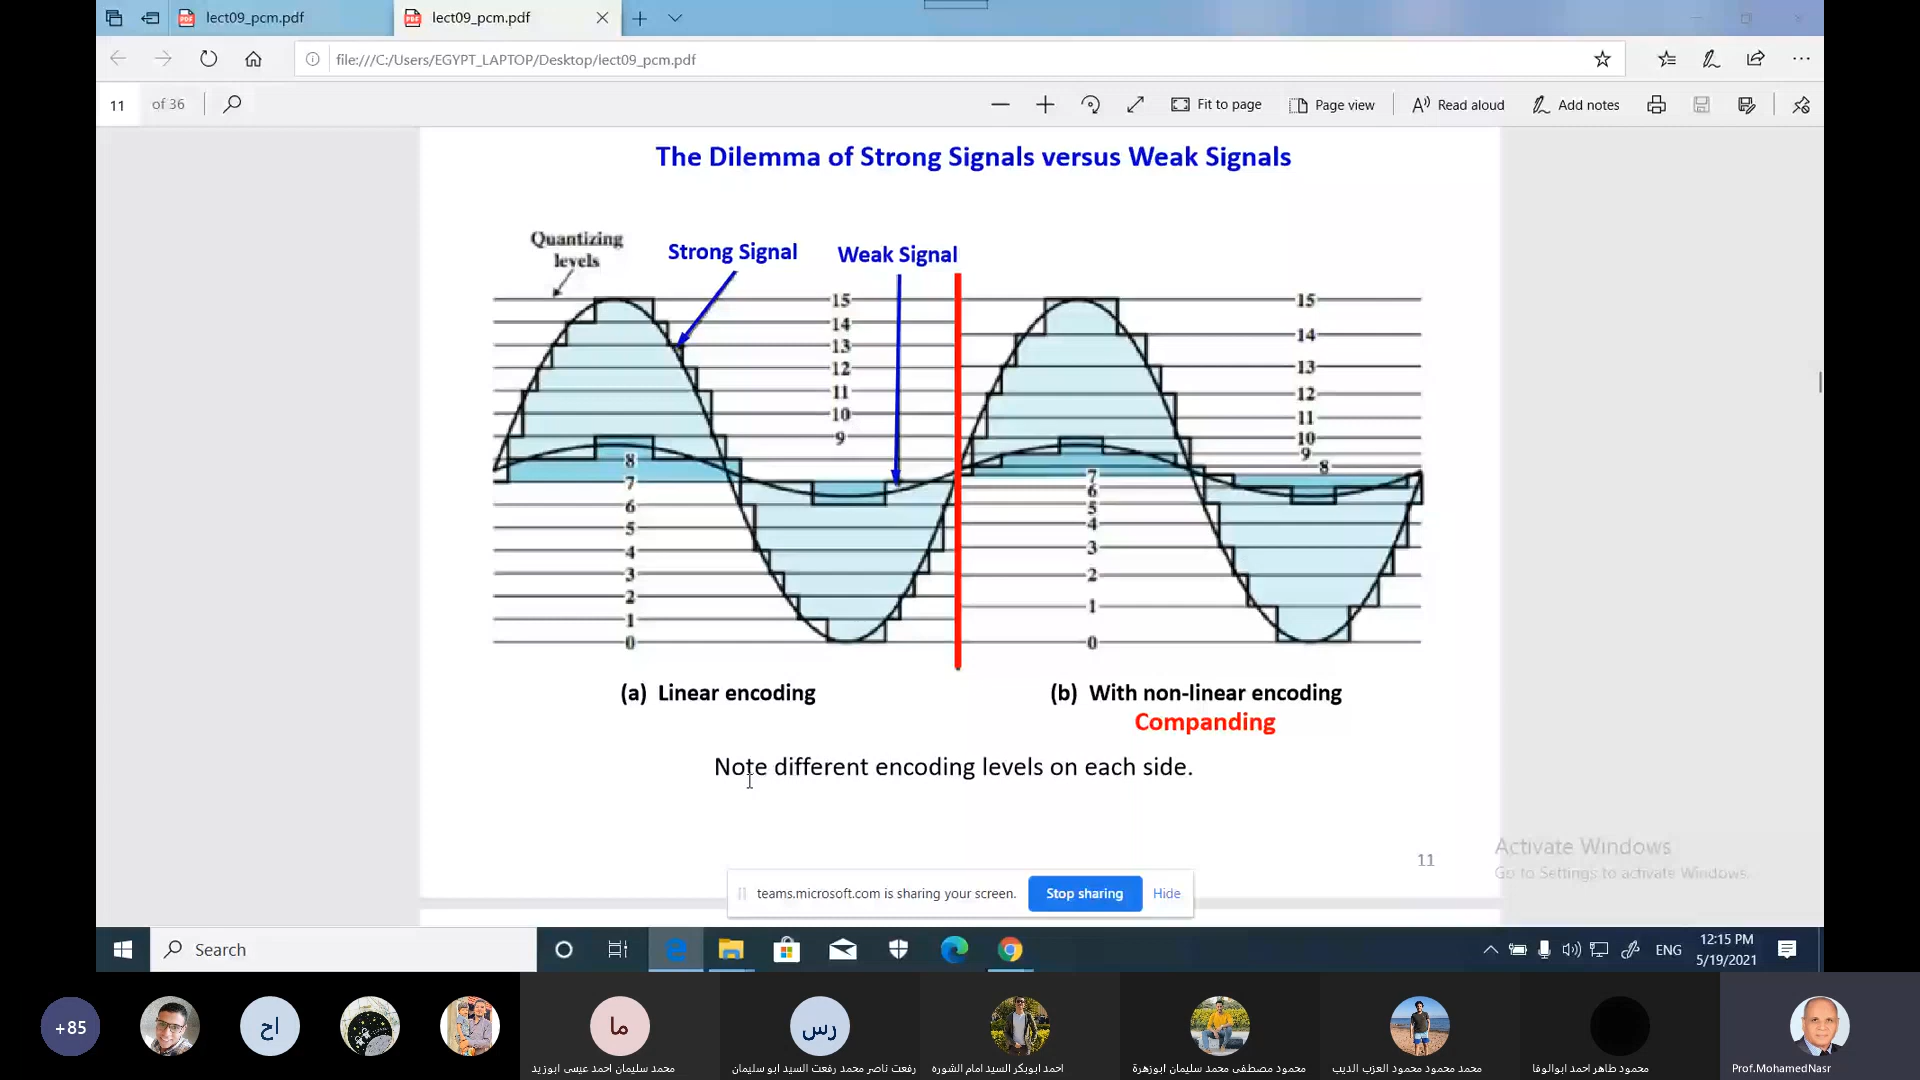 lect09_pcm.pdf
lect09_pcm.pdf
file:///C:/Users/EGYPT_LAPTOP/Desktop/lect09_pcm.pdf
11 of 36
Fit to page
Page view
Read aloud
Add notes
The Dilemma of Strong Signals versus Weak Signals
Quantizing
levels
Strong Signal
Weak Signal
15
14
13
12
11
10
9
8
7
6
5
4
3
2
1
0
15
14
13
12
11
10
9
8
7
6
5
4
3
2
1
0
(a) Linear encoding
(b) With non-linear encoding
Companding
Note different encoding levels on each side.
11
Activate Windows
Go to Settings to activate Windows.
teams.microsoft.com is sharing your screen.
Stop sharing
Hide
Search
ENG
12:15 PM
5/19/2021
+85
اح
ما
رس
محمد سليمان احمد عيسى ابوزيد
رفعت ناصر محمد رفعت السيد ابو سليمان
احمد ابوبكر السيد امام الشوره
محمود مصطفى محمد سليمان ابوزهرة
محمد محمود محمود العزب الديب
محمود طاهر احمد ابوالوفا
Prof.MohamedNasr